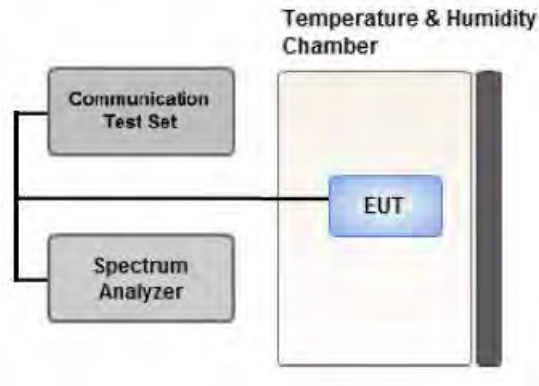 Temperature & Humidity
Chamber
Communication
Test Set
EUT
Spectrum
Analyzer